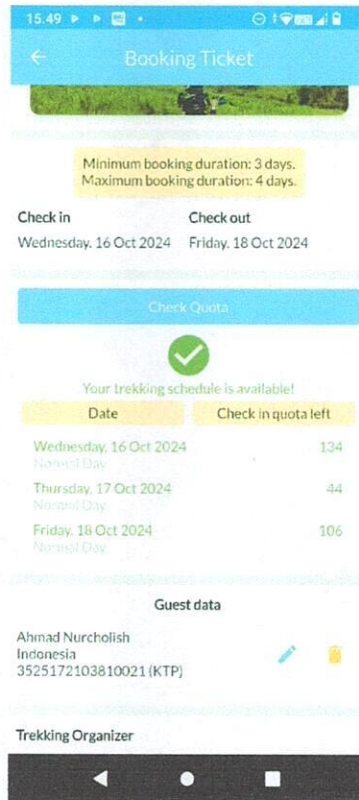 15.49
Booking Ticket
Minimum booking duration: 3 days.
Maximum booking duration: 4 days.
Check in Check out
Wednesday, 16 Oct 2024 Friday, 18 Oct 2024
Check Quota
Your trekking schedule is available!
Date Check in quota left
Wednesday, 16 Oct 2024 134
Normal Day
Thursday, 17 Oct 2024 44
Normal Day
Friday, 18 Oct 2024 106
Normal Day
Guest data
Ahmad Nurcholish
Indonesia
3525172103810021 (KTP)
Trekking Organizer